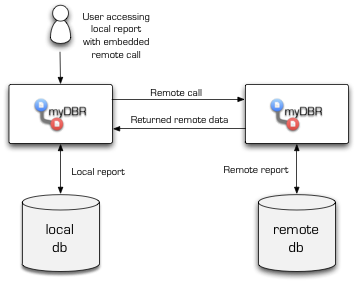 User accessing
local report
with embedded
remote call
Remote call
myDBR
myDBR
Returned remote data
Local report
Remote report
local
db
remote
db